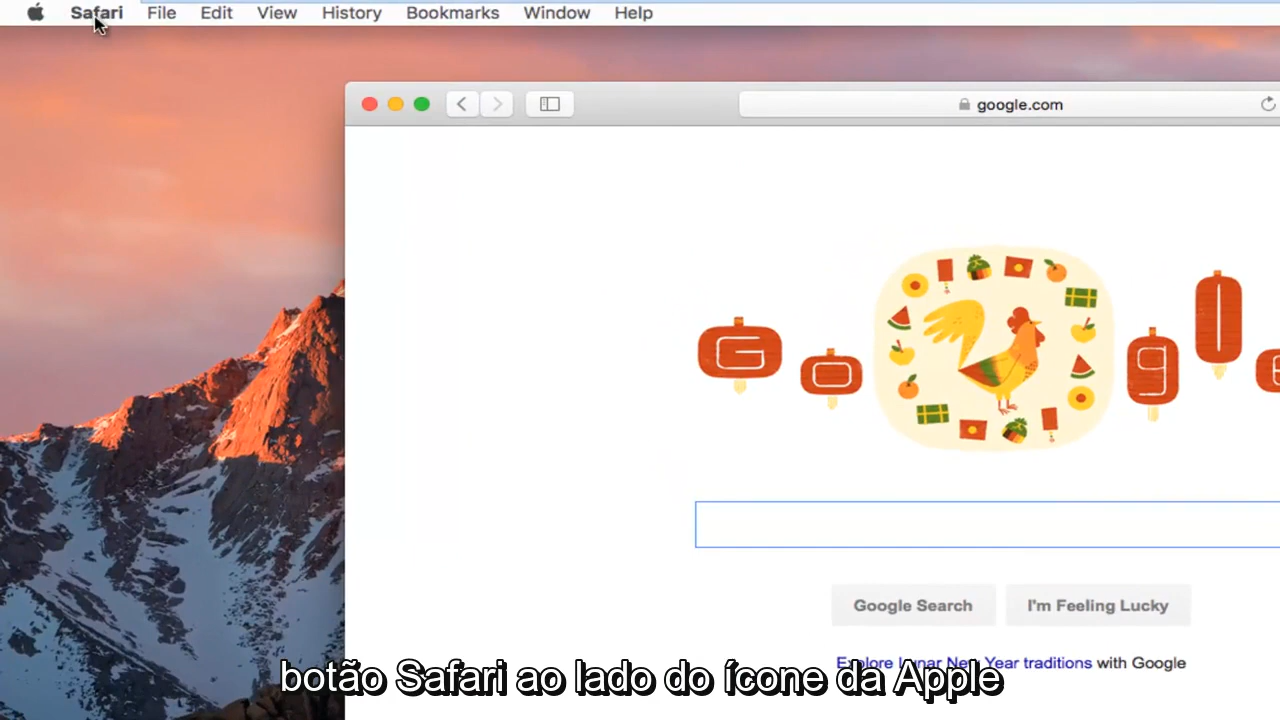 Safari File Edit View History Bookmarks Window Help
google.com
Google
Google Search I'm Feeling Lucky
Explore Lunar New Year traditions with Google
botão Safari ao lado do ícone da Apple